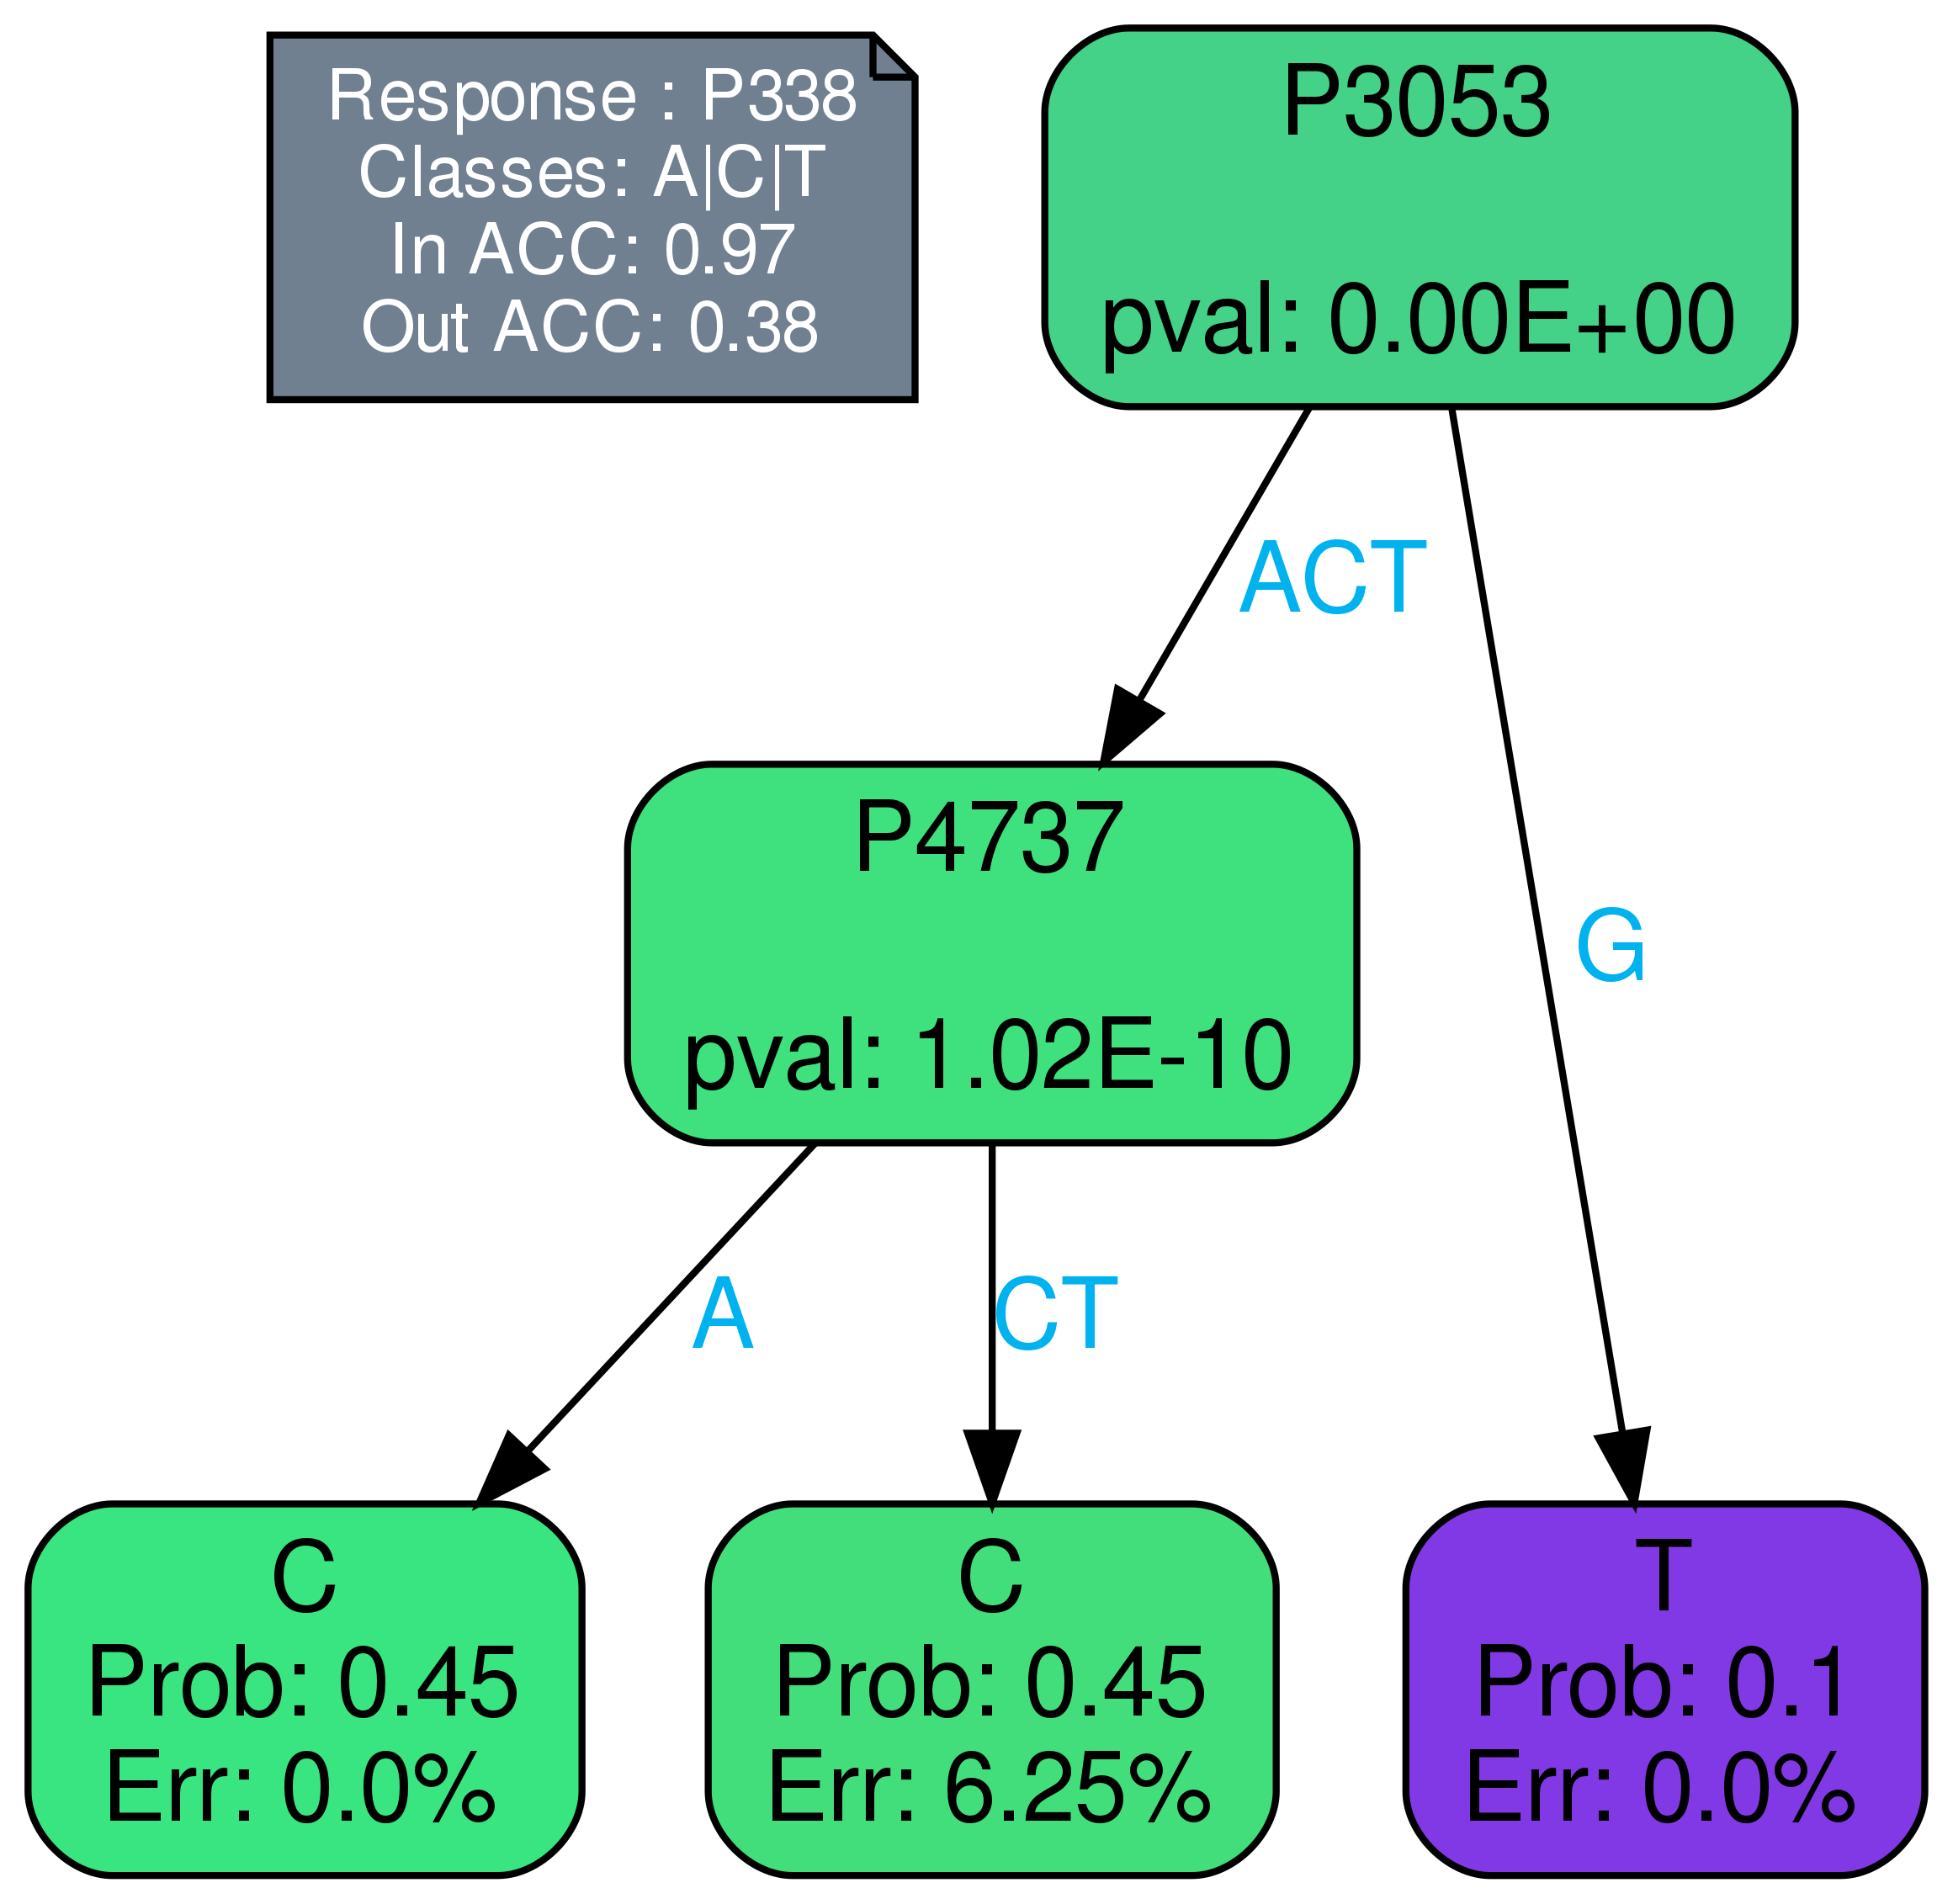 Response : P338
Classes: A|C|T
In ACC: 0.97
Out ACC: 0.38
P3053
pval: 0.00E+00
ACT
G
P4737
pval: 1.02E-10
A
CT
C
Prob: 0.45
Err: 0.0%
C
Prob: 0.45
Err: 6.25%
T
Prob: 0.1
Err: 0.0%